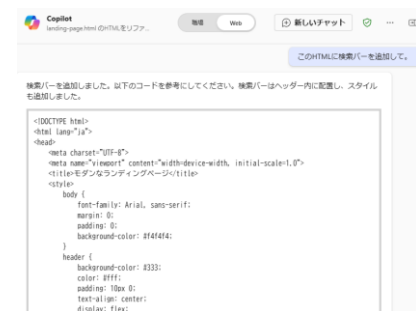 Copilot
landing-page.html のHTMLをリファ...
職場
Web
新しいチャット
このHTMLに検索バーを追加して。
検索バーを追加しました。以下のコードを参考にしてください。検索バーはヘッダー内に配置し、スタイル
も追加しました。
<!DOCTYPE html>
<html lang="ja">
<head>
<meta charset="UTF-8">
<meta name="viewport" content="width=device-width, initial-scale=1.0">
<title>モダンなランディングページ</title>
<style>
body {
font-family: Arial, sans-serif;
margin: 0;
padding: 0;
background-color: #f4f4f4;
}
header {
background-color: #333;
color: #fff;
padding: 10px 0;
text-align: center;
display: flex;